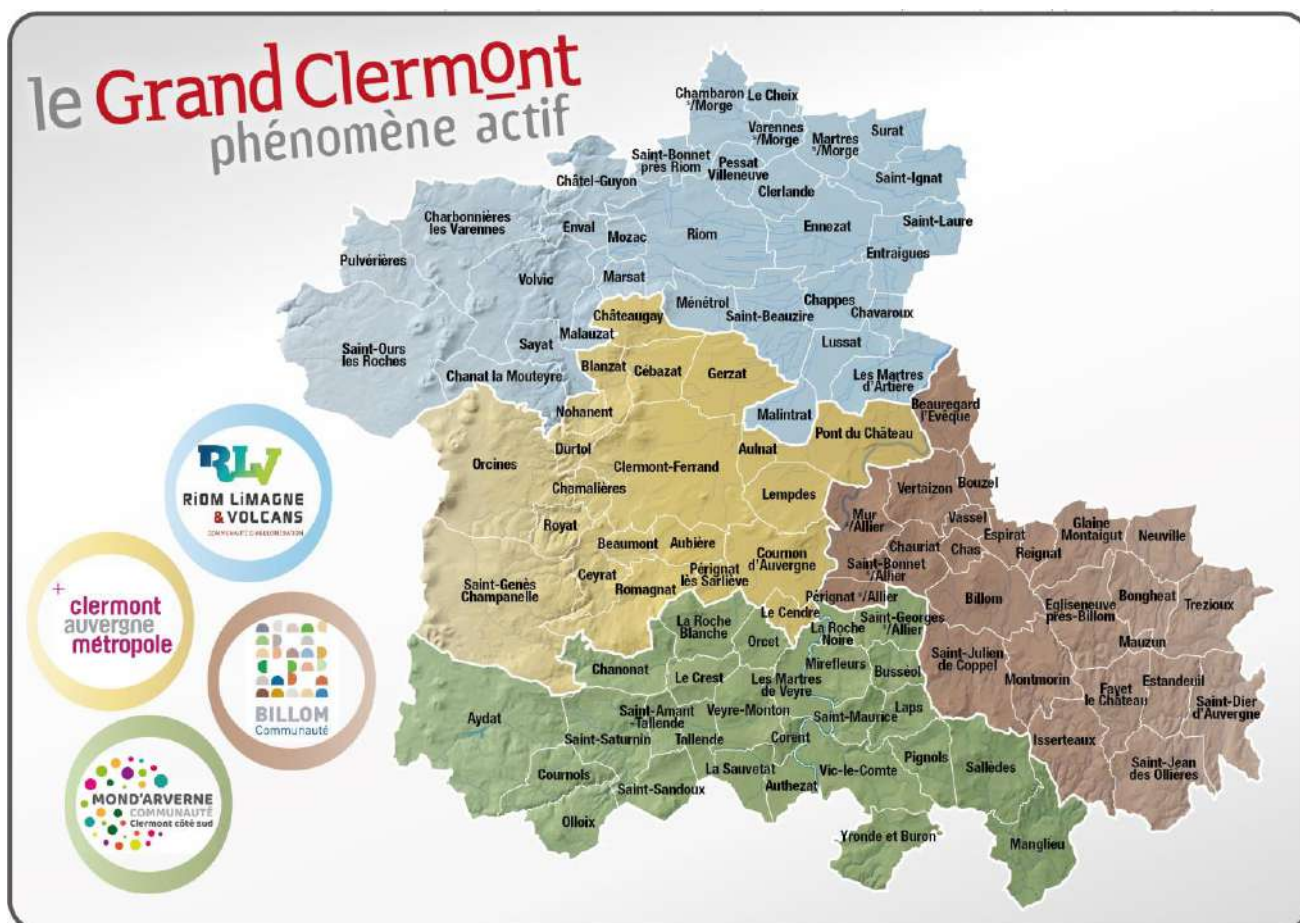 le Grand Clermont
phénomène actif
Chambaron
s/Morge
Le Cheix
Varennes
s/Morge
Martres
s/Morge
Surat
Saint-Bonnet
près Riom
Pessat
Villeneuve
Châtel-Guyon
Clerlande
Saint-Ignat
Charbonnières
les Varennes
Enval
Mozac
Riom
Ennezat
Saint-Laure
Entraigues
Pulvérières
Volvic
Marsat
Ménétrol
Chappes
Châteaugay
Saint-Beauzire
Chavaroux
Malauzat
Sayat
Lussat
Saint-Ours
les Roches
Blanzat
Cébazat
Gerzat
Chanat la Mouteyre
Les Martres
d'Artière
Nohanent
Malintrat
Beauregard
l'Evêque
Pont du Château
Durtol
Aulnat
Orcines
Clermont-Ferrand
Chamalières
Lempdes
Vertaizon
Bouzel
Royat
Mur
s/Allier
Vassel
Espirat
Glaine
Montaigut
Neuville
Beaumont
Aubière
Cournon
d'Auvergne
Chauriat
Chas
Reignat
Saint-Bonnet
s/Allier
Ceyrat
Romagnat
Pérignat
lès Sarliève
Saint-Genès
Champanelle
Pérignat s/Allier
Billom
Egliseneuve
près-Billom
Bongheat
Trezioux
Le Cendre
La Roche
Blanche
Orcet
La Roche
Noire
Saint-Georges
s/Allier
Mauzun
Chanonat
Mirefleurs
Busséol
Saint-Julien
de Coppel
Le Crest
Les Martres
de Veyre
Montmorin
Fayet
le Château
Estandeuil
Saint-Dier
d'Auvergne
Aydat
Saint-Amant
-Tallende
Veyre-Monton
Saint-Maurice
Laps
Saint-Saturnin
Tallende
Corent
Isserteaux
Cournols
La Sauvetat
Vic-le-Comte
Pignols
Sallèdes
Saint-Jean
des Ollières
Saint-Sandoux
Authezat
Olloix
Yronde et Buron
Manglieu
RLV
RiOM LiMAGNE
& VOLCANS
COMMUNAUTÉ D'AGGLOMÉRATION
+
clermont
auvergne
métropole
BILLOM
Communauté
MOND'ARVERNE
COMMUNAUTÉ
Clermont côté sud